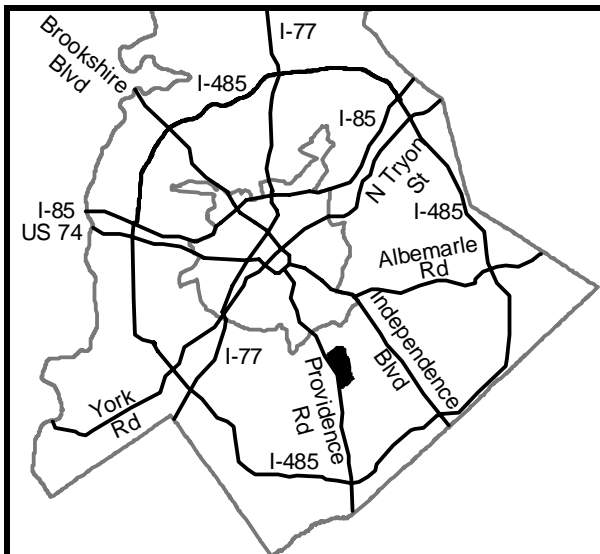 I-77
Brookshire
Blvd
I-485
I-85
N Tryon
St
I-85
US 74
I-485
Albemarle
Rd
Independence
Blvd
I-77
Providence
Rd
York
Rd
I-485